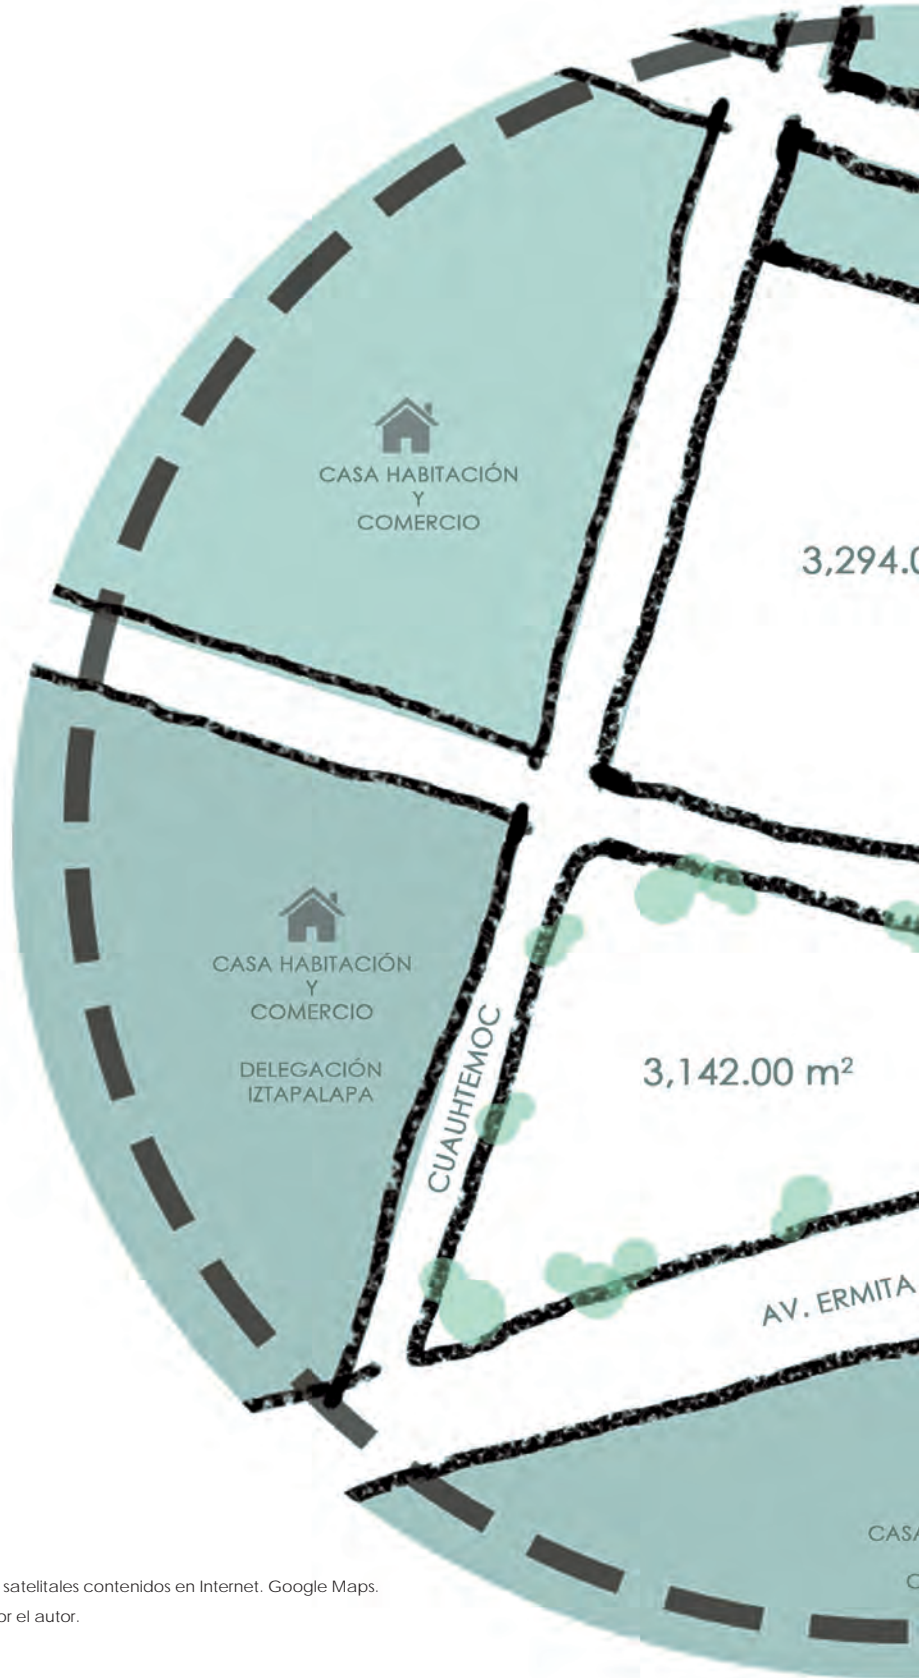 CASA HABITACIÓN
Y
COMERCIO
3,294.0
CASA HABITACIÓN
Y
COMERCIO
DELEGACIÓN
IZTAPALAPA
CUAUHTEMOC
3,142.00 m²
AV. ERMITA
CASA
satelitales contenidos en Internet. Google Maps.
or el autor.